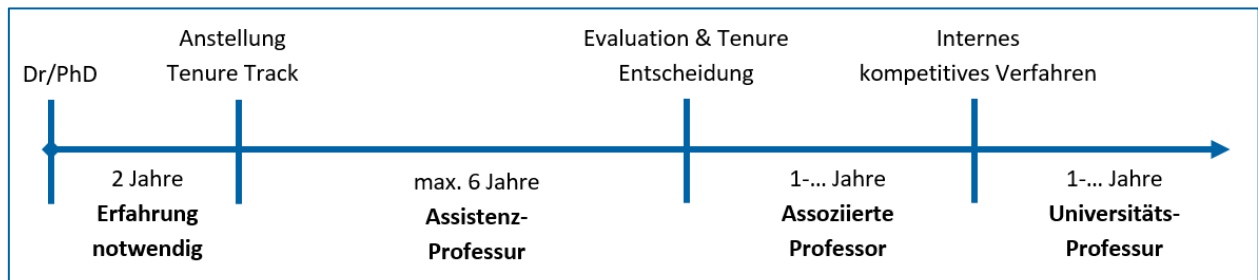 Dr/PhD
Anstellung
Tenure Track
Evaluation & Tenure
Entscheidung
Internes
kompetitives Verfahren
2 Jahre
Erfahrung
notwendig
max. 6 Jahre
Assistenz-
Professur
1-... Jahre
Assoziierte
Professor
1-... Jahre
Universitäts-
Professur